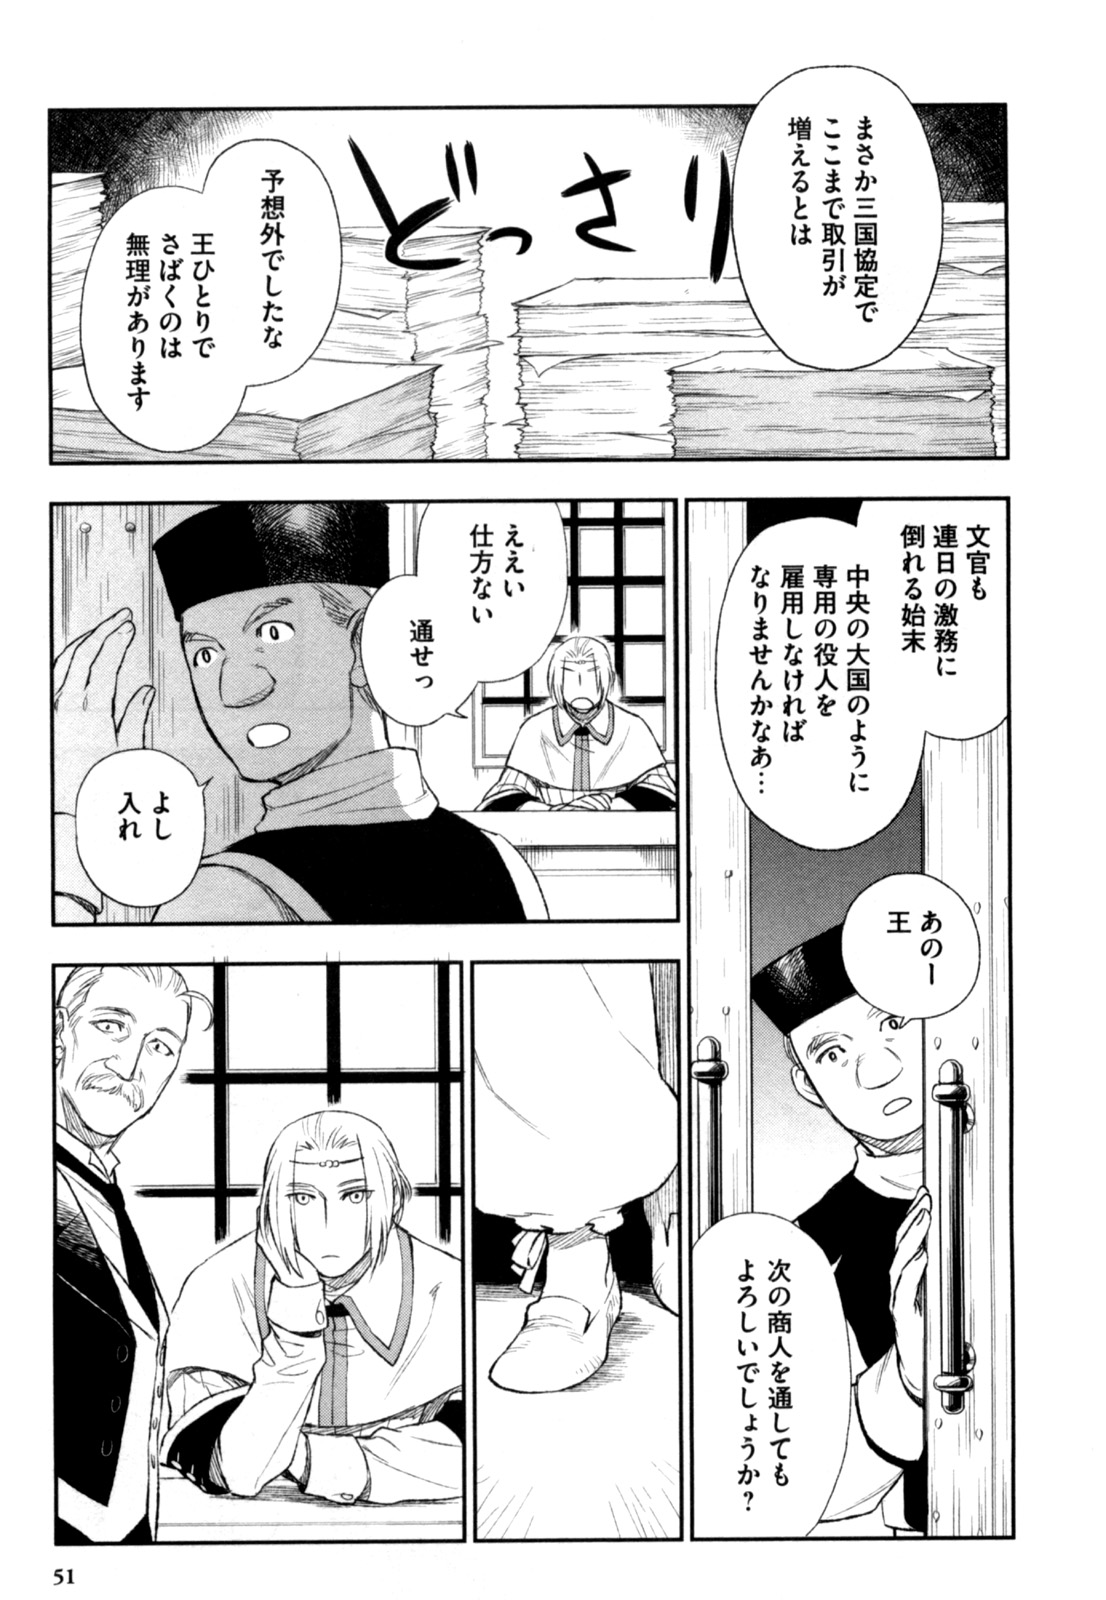 まさか三国協定で
ここまで取引が
増えるとは
どっさり
予想外でしたな
王ひとりで
さばくのは
無理があります
文官も
連日の激務に
倒れる始末
中央の大国のように
専用の役人を
雇用しなければ
なりませんかなあ…
あのー
王
次の商人を通しても
よろしいでしょうか？
ええい
仕方ない
通せっ
よし
入れ
51